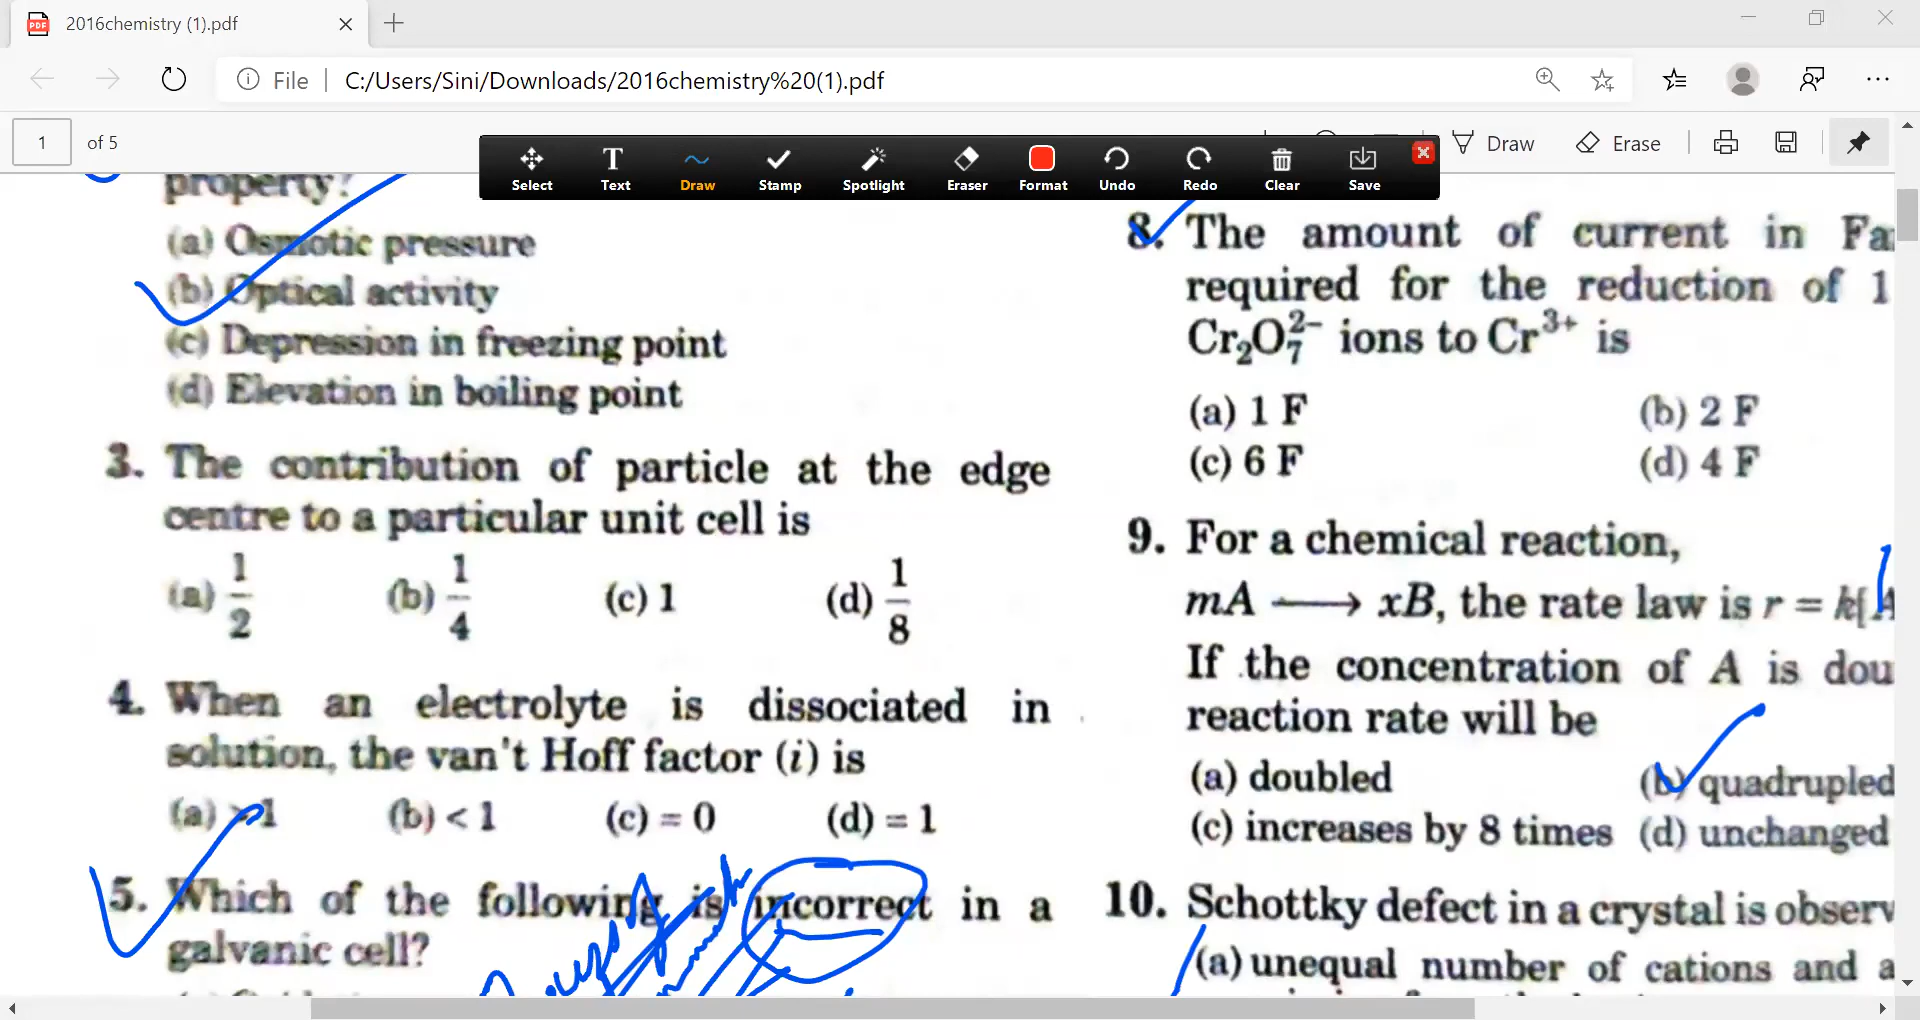 2016chemistry (1).pdf
File | C:/Users/Sini/Downloads/2016chemistry%20(1).pdf
1 of 5
Select Text Draw Stamp Spotlight Eraser Format Undo Redo Clear Save
Draw Erase
property?
(a) Osmotic pressure
(b) Optical activity
(c) Depression in freezing point
(d) Elevation in boiling point
3. The contribution of particle at the edge
centre to a particular unit cell is
(a) 1/2 (b) 1/4 (c) 1 (d) 1/8
4. When an electrolyte is dissociated in
solution, the van't Hoff factor (i) is
(a) >1 (b) < 1 (c) = 0 (d) = 1
5. Which of the following is incorrect in a
galvanic cell?
8. The amount of current in Fa
required for the reduction of 1
Cr₂O₇²⁻ ions to Cr³⁺ is
(a) 1 F (b) 2 F
(c) 6 F (d) 4 F
9. For a chemical reaction,
mA ⟶ xB, the rate law is r = k[A
If the concentration of A is dou
reaction rate will be
(a) doubled (b) quadrupled
(c) increases by 8 times (d) unchanged
10. Schottky defect in a crystal is observ
(a) unequal number of cations and a